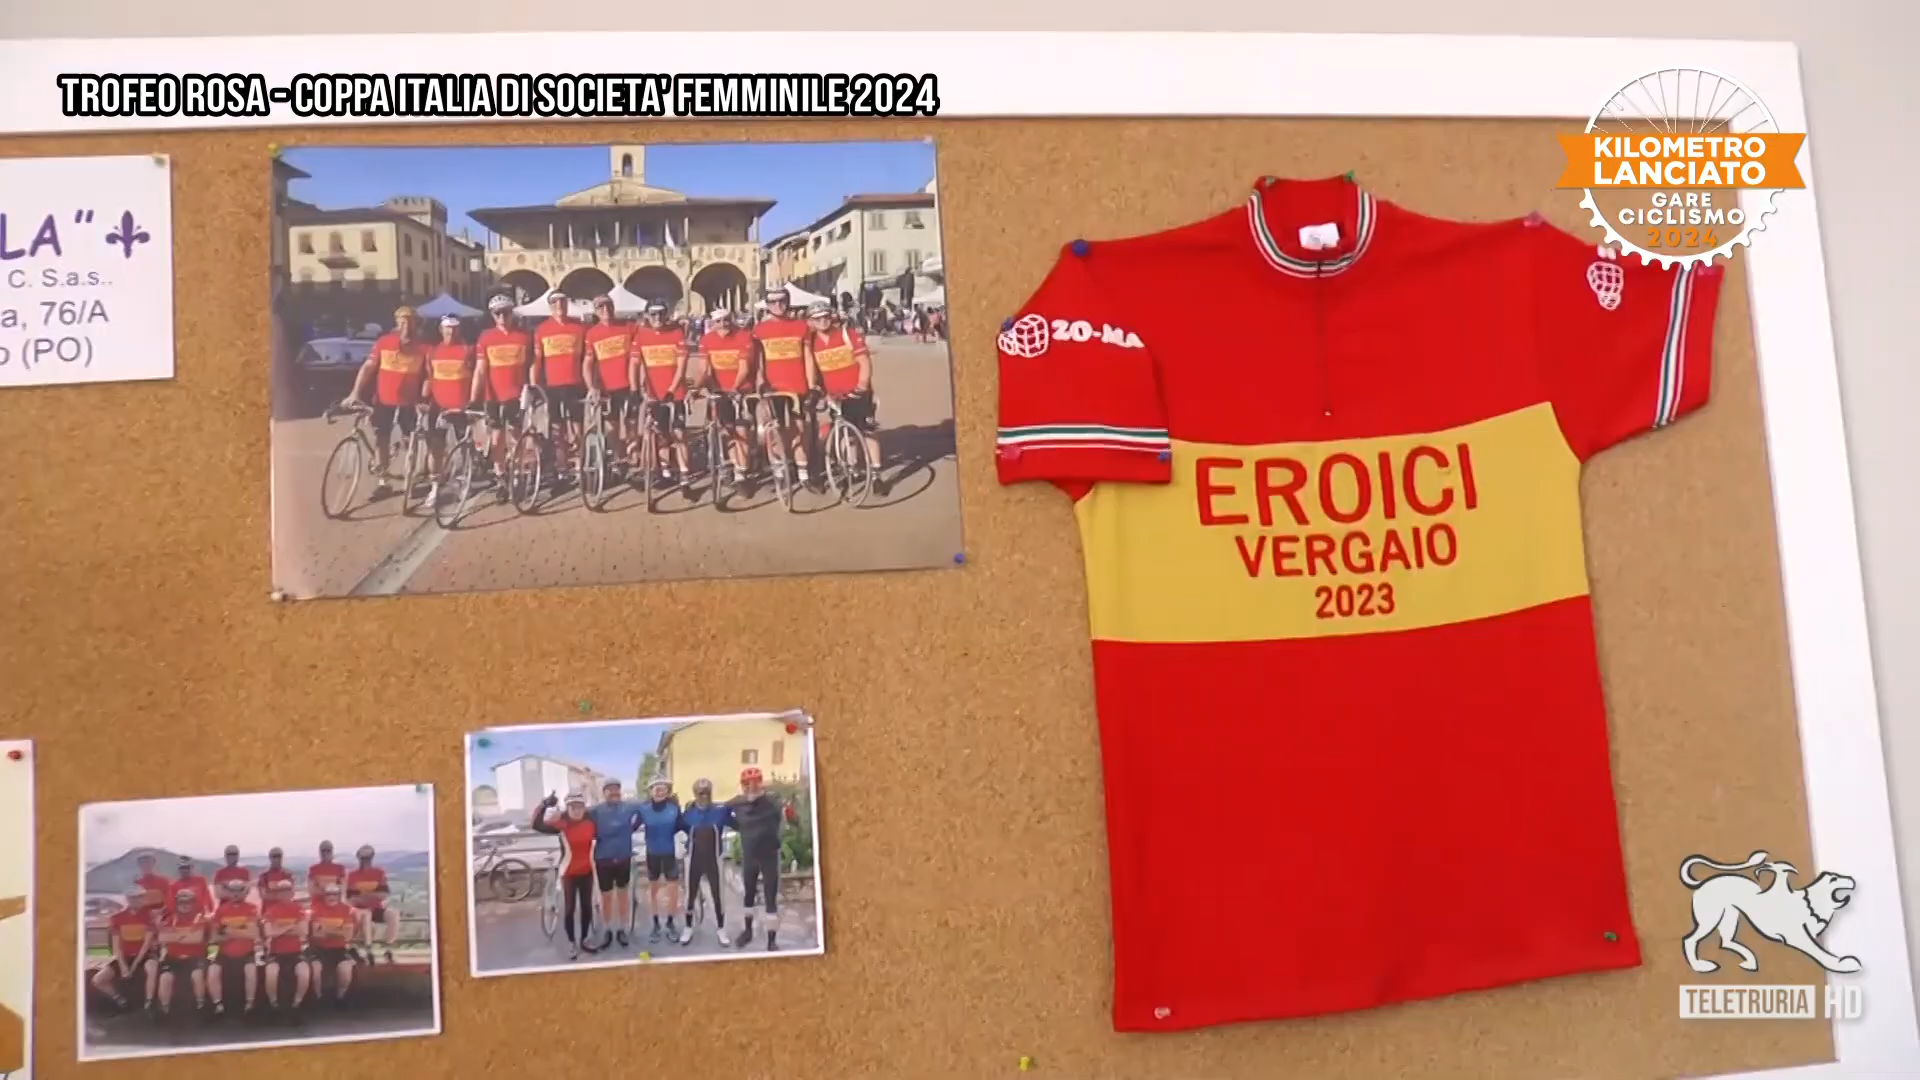 TROFEO ROSA - COPPA ITALIA DI SOCIETA' FEMMINILE 2024
KILOMETRO
LANCIATO
GARE
CICLISMO
2024
LA" 
C. S.a.s..
a, 76/A
o (PO)
ZO-MA
EROICI
VERGAIO
2023
TELETRURIA HD